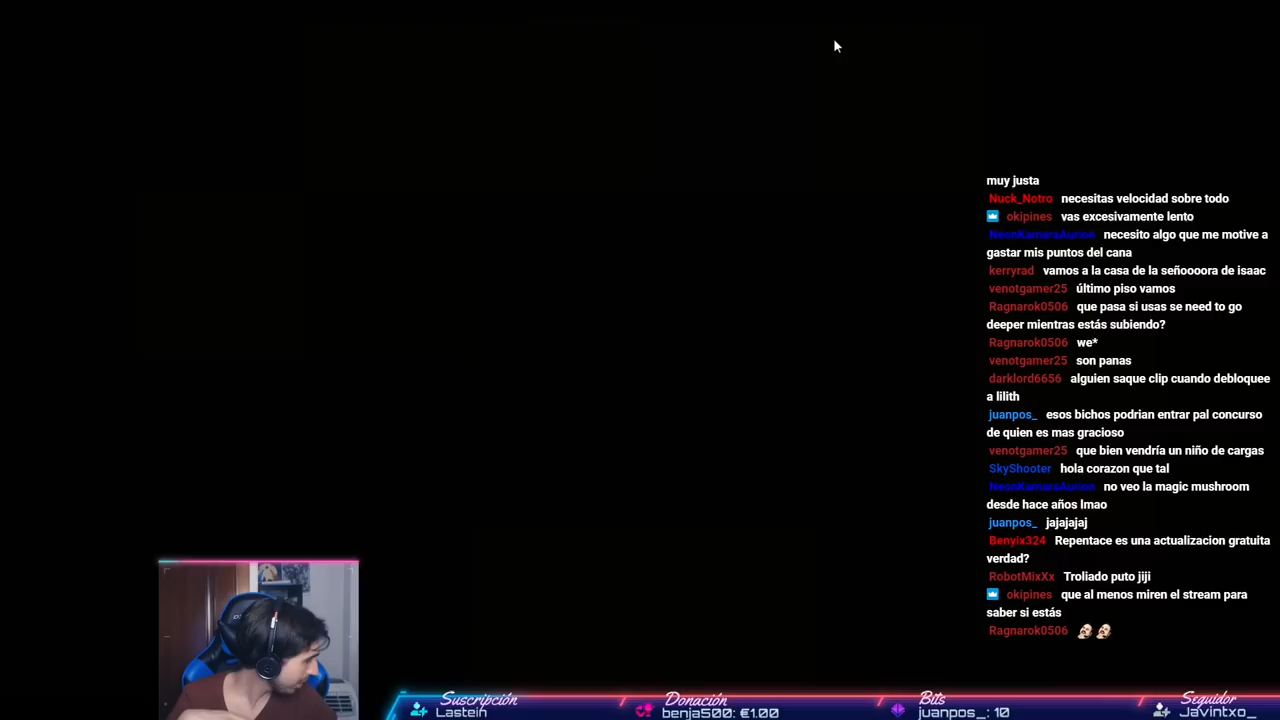 muy justa
Nuck_Notro necesitas velocidad sobre todo
okipines vas excesivamente lento
NeonKamaraAurion necesito algo que me motive a
gastar mis puntos del cana
kerryrad vamos a la casa de la señoooora de isaac
venotgamer25 último piso vamos
Ragnarok0506 que pasa si usas se need to go
deeper mientras estás subiendo?
Ragnarok0506 we*
venotgamer25 son panas
darklord6656 alguien saque clip cuando debloquee
a lilith
juanpos_ esos bichos podrian entrar pal concurso
de quien es mas gracioso
venotgamer25 que bien vendría un niño de cargas
SkyShooter hola corazon que tal
NeonKamaraAurion no veo la magic mushroom
desde hace años lmao
juanpos_ jajajajaj
Benyix324 Repentace es una actualizacion gratuita
verdad?
RobotMixXx Troliado puto jiji
okipines que al menos miren el stream para
saber si estás
Ragnarok0506
Suscripción Donación Bits Seguidor
Lastein benja500: €1.00 juanpos_: 10 Javintxo_